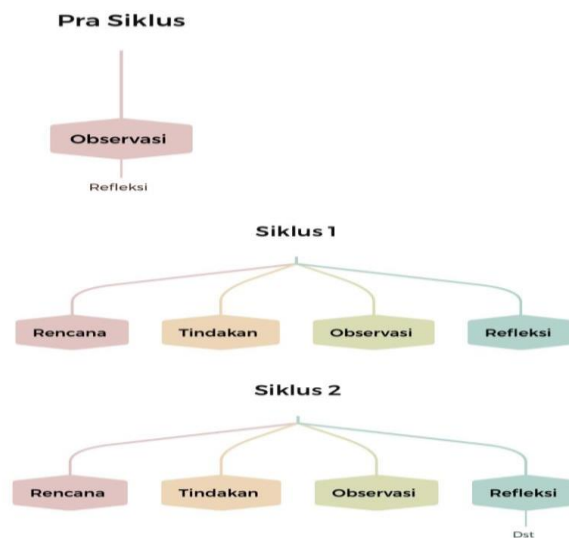 Pra Siklus
Observasi
Refleksi
Siklus 1
Rencana Tindakan Observasi Refleksi
Siklus 2
Rencana Tindakan Observasi Refleksi
Dst